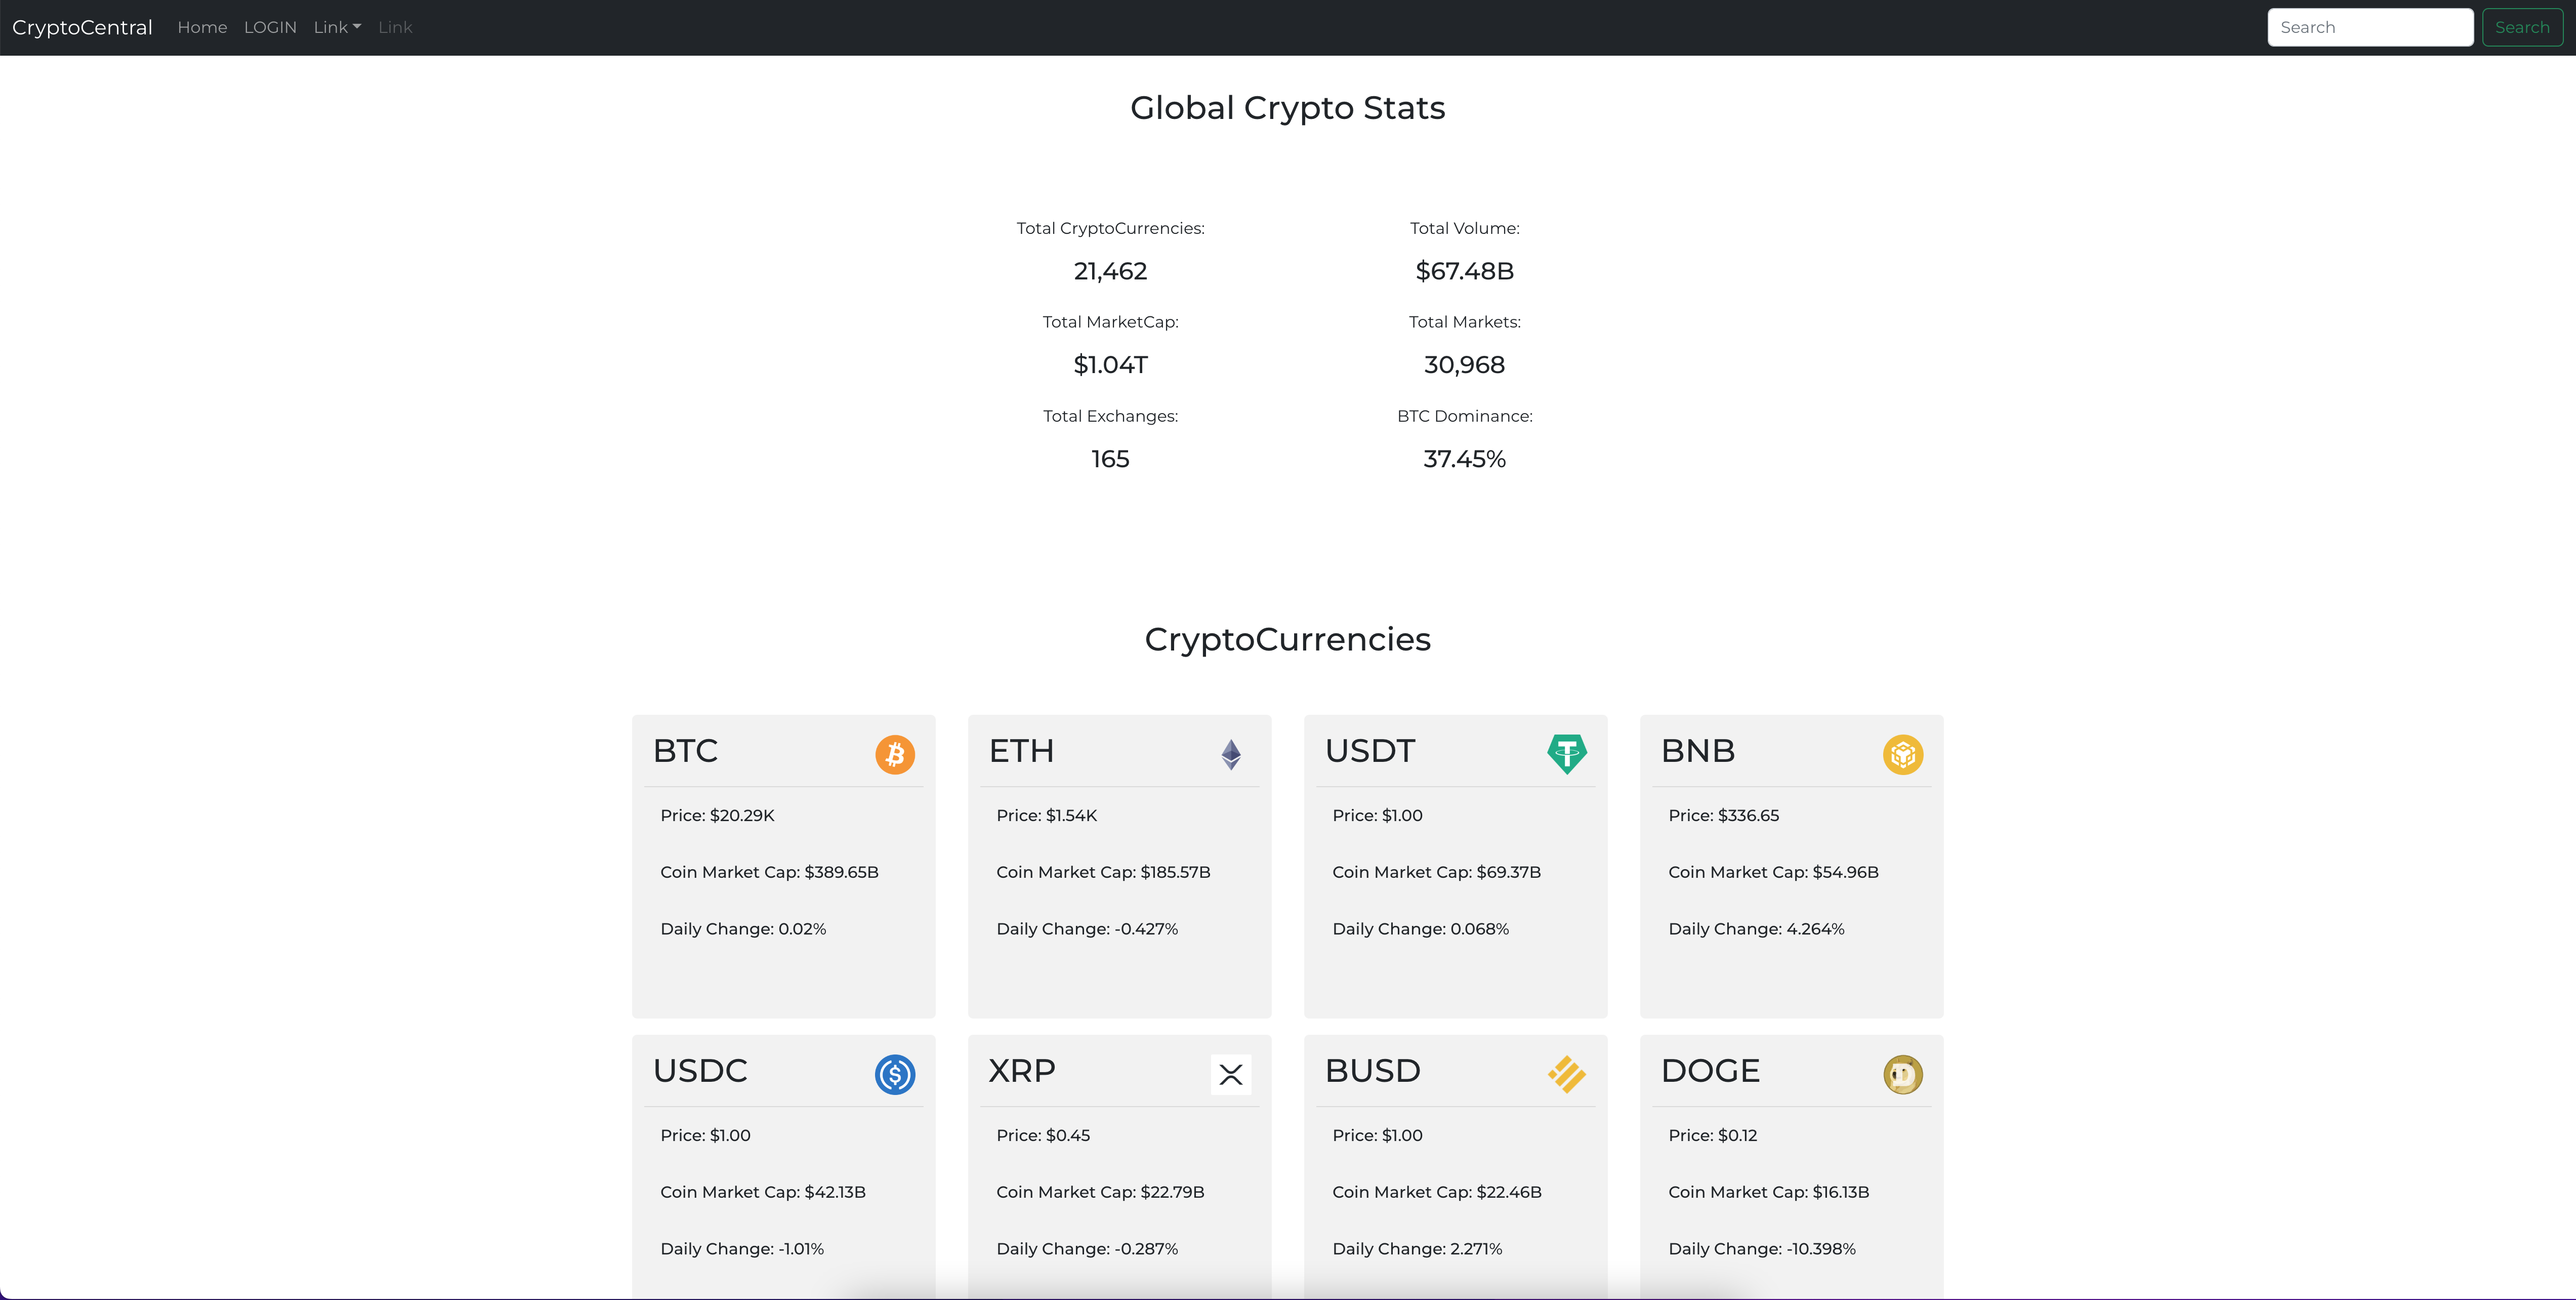 CryptoCentral Home LOGIN Link Link Search Search
Global Crypto Stats
Total CryptoCurrencies: Total Volume:
21,462 $67.48B
Total MarketCap: Total Markets:
$1.04T 30,968
Total Exchanges: BTC Dominance:
165 37.45%
CryptoCurrencies
BTC ETH USDT BNB
Price: $20.29K Price: $1.54K Price: $1.00 Price: $336.65
Coin Market Cap: $389.65B Coin Market Cap: $185.57B Coin Market Cap: $69.37B Coin Market Cap: $54.96B
Daily Change: 0.02% Daily Change: -0.427% Daily Change: 0.068% Daily Change: 4.264%
USDC XRP BUSD DOGE
Price: $1.00 Price: $0.45 Price: $1.00 Price: $0.12
Coin Market Cap: $42.13B Coin Market Cap: $22.79B Coin Market Cap: $22.46B Coin Market Cap: $16.13B
Daily Change: -1.01% Daily Change: -0.287% Daily Change: 2.271% Daily Change: -10.398%